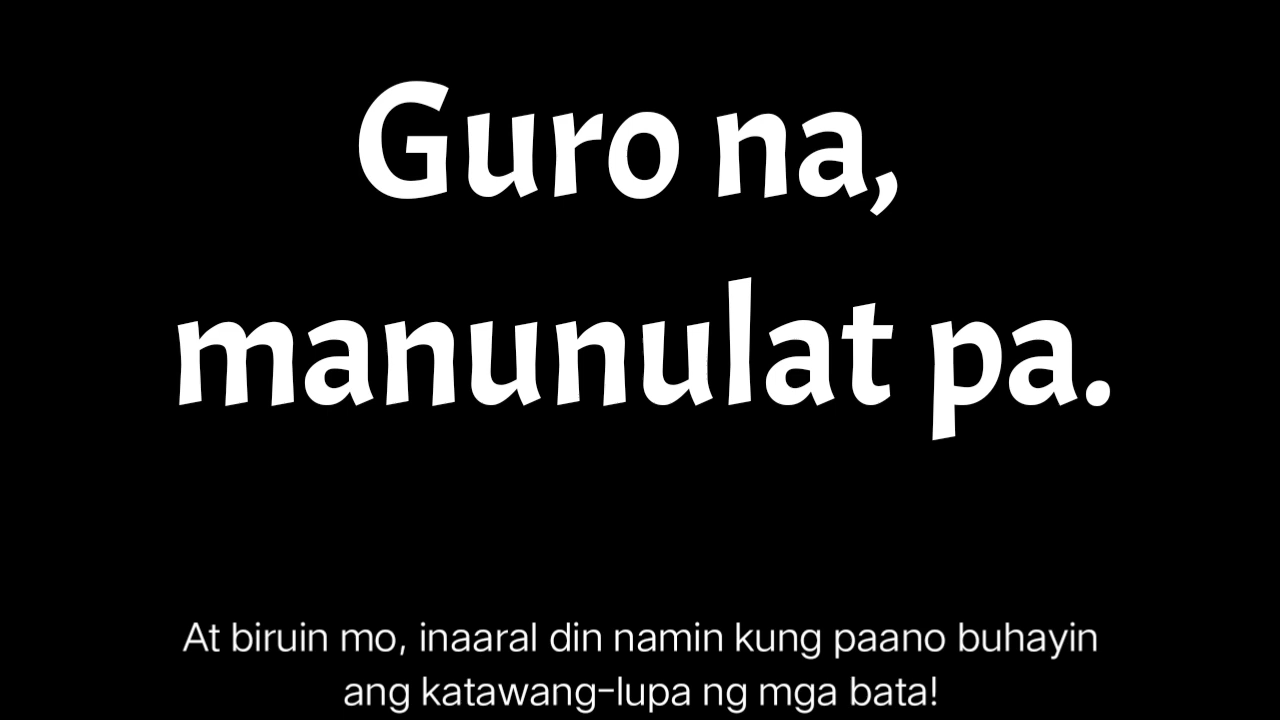 Guro na,
manunulat pa.
At biruin mo, inaaral din namin kung paano buhayin
ang katawang-lupa ng mga bata!